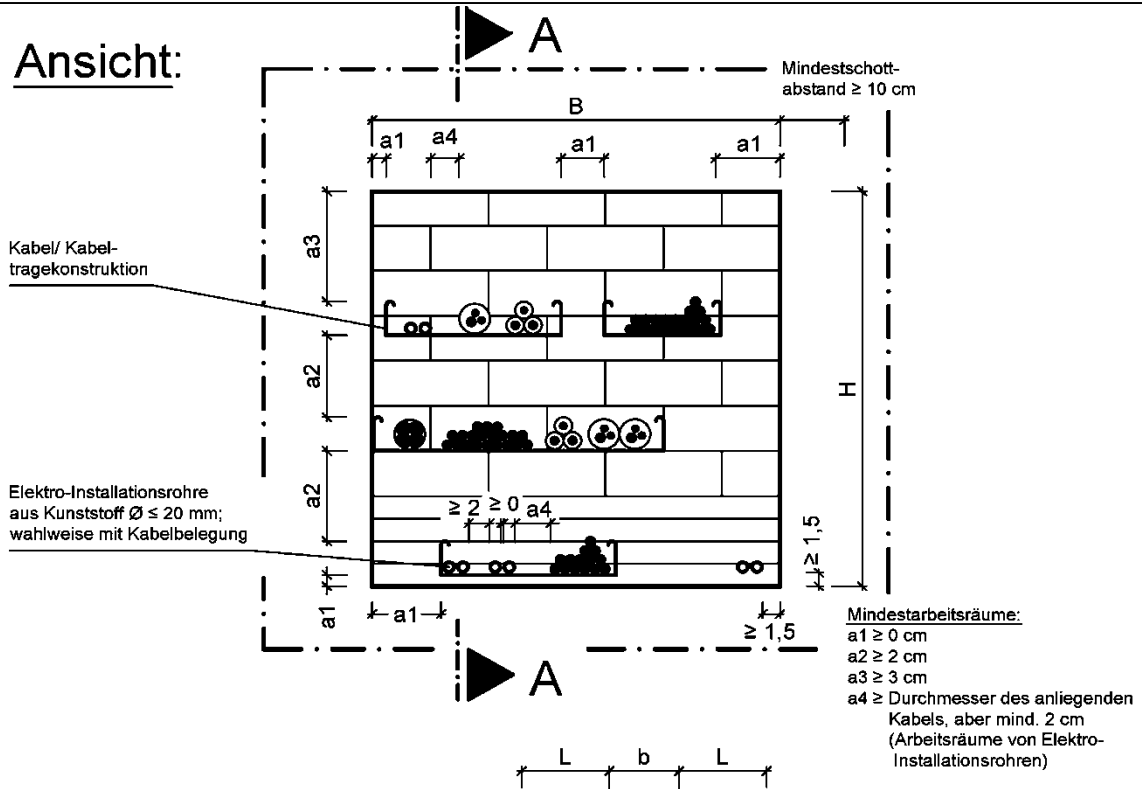 Ansicht:
A
Mindestschott-
abstand ≥ 10 cm
B
a1
a4
a1
a1
Kabel/ Kabel-
tragekonstruktion
a3
a2
H
a2
Elektro-Installationsrohre
aus Kunststoff Ø ≤ 20 mm;
wahlweise mit Kabelbelegung
≥ 2
≥ 0
a4
≥ 1,5
a1
a1
≥ 1,5
A
Mindestarbeitsräume:
a1 ≥ 0 cm
a2 ≥ 2 cm
a3 ≥ 3 cm
a4 ≥ Durchmesser des anliegenden
Kabels, aber mind. 2 cm
(Arbeitsräume von Elektro-
Installationsrohren)
L
b
L